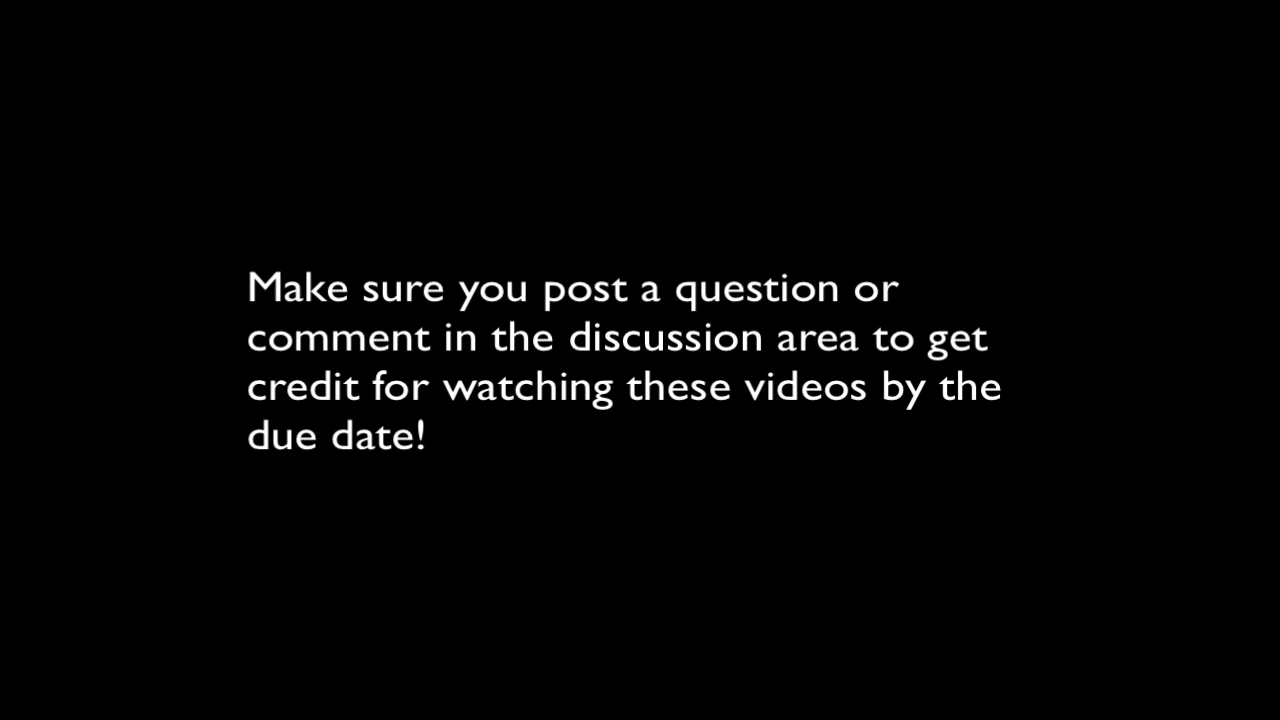 Make sure you post a question or
comment in the discussion area to get
credit for watching these videos by the
due date!